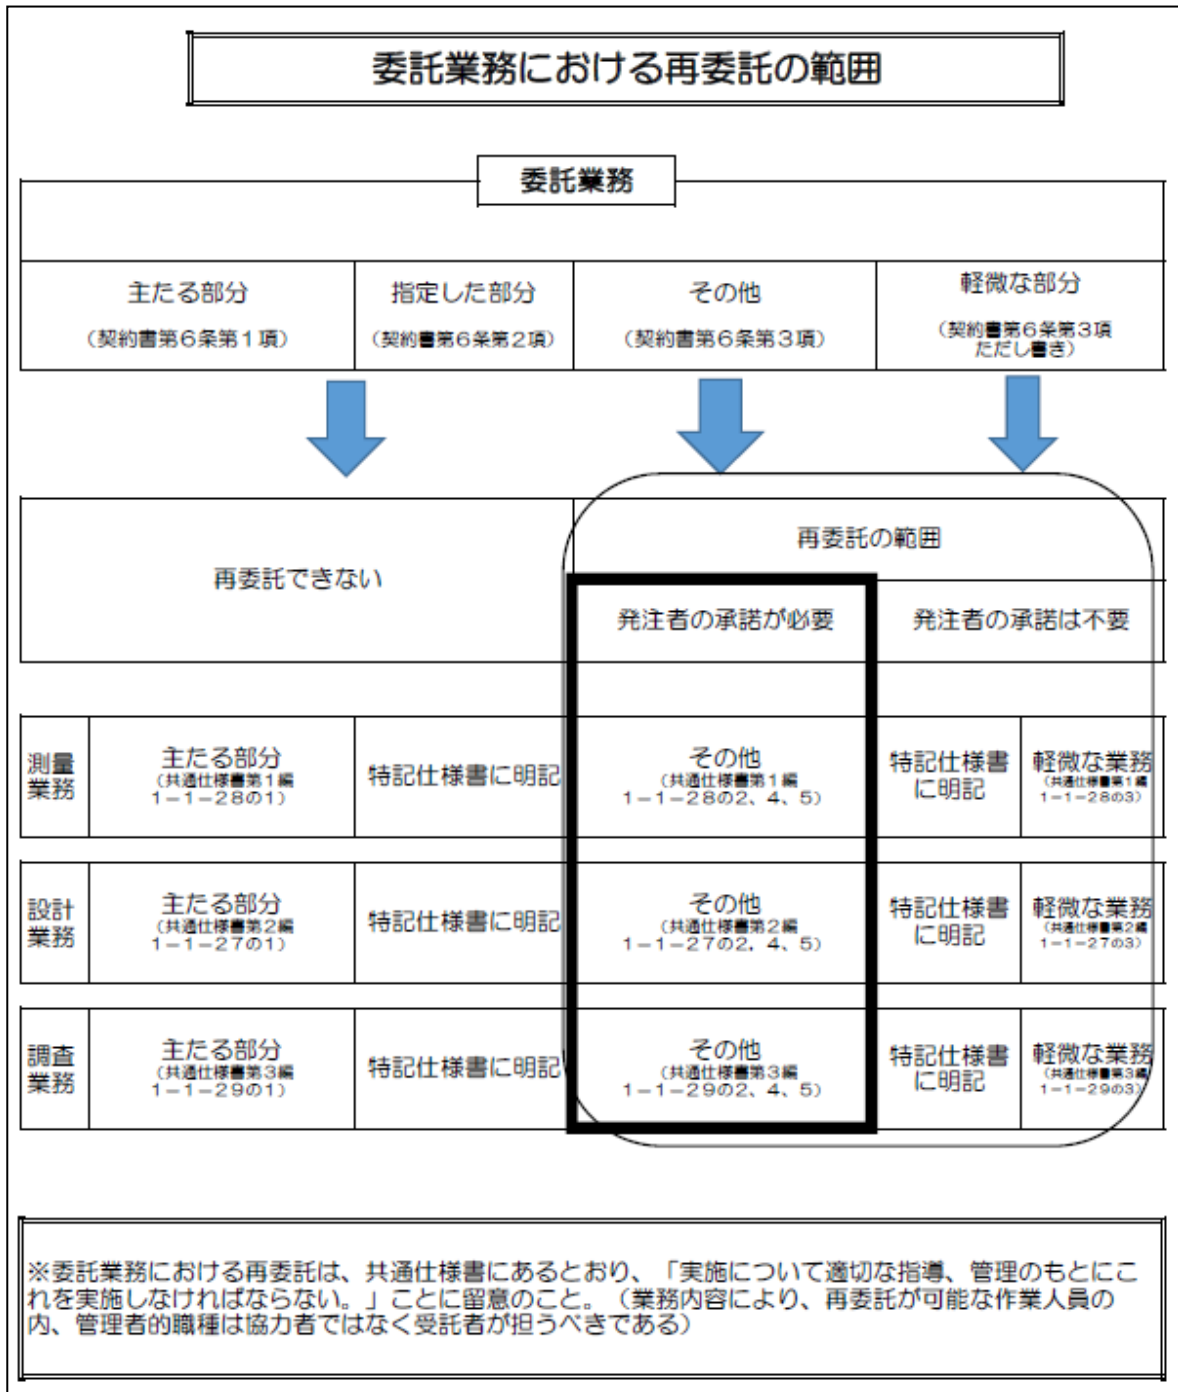 委託業務における再委託の範囲
委託業務
主たる部分
（契約書第６条第１項）
指定した部分
（契約書第６条第２項）
その他
（契約書第６条第３項）
軽微な部分
（契約書第６条第３項
ただし書き）
再委託できない
再委託の範囲
発注者の承諾が必要
発注者の承諾は不要
測量
業務
主たる部分
（共通仕様書第１編
１－１－２８の１）
特記仕様書に明記
その他
（共通仕様書第１編
１－１－２８の２、４、５）
特記仕様書
に明記
軽微な業務
（共通仕様書第１編
１－１－２８の３）
設計
業務
主たる部分
（共通仕様書第２編
１－１－２７の１）
特記仕様書に明記
その他
（共通仕様書第２編
１－１－２７の２、４、５）
特記仕様書
に明記
軽微な業務
（共通仕様書第２編
１－１－２７の３）
調査
業務
主たる部分
（共通仕様書第３編
１－１－２９の１）
特記仕様書に明記
その他
（共通仕様書第３編
１－１－２９の２、４、５）
特記仕様書
に明記
軽微な業務
（共通仕様書第３編
１－１－２９の３）
※委託業務における再委託は、共通仕様書にあるとおり、「実施について適切な指導、管理のもとにこ
れを実施しなければならない。」ことに留意のこと。（業務内容により、再委託が可能な作業人員の
内、管理者的職種は協力者ではなく受託者が担うべきである）